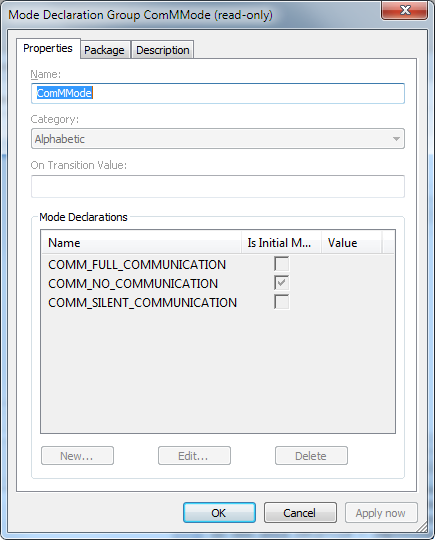 Mode Declaration Group ComMMode (read-only)
Properties Package Description
Name:
ComMMode
Category:
Alphabetic
On Transition Value:
Mode Declarations
Name Is Initial M... Value
COMM_FULL_COMMUNICATION
COMM_NO_COMMUNICATION
COMM_SILENT_COMMUNICATION
New... Edit... Delete
OK Cancel Apply now